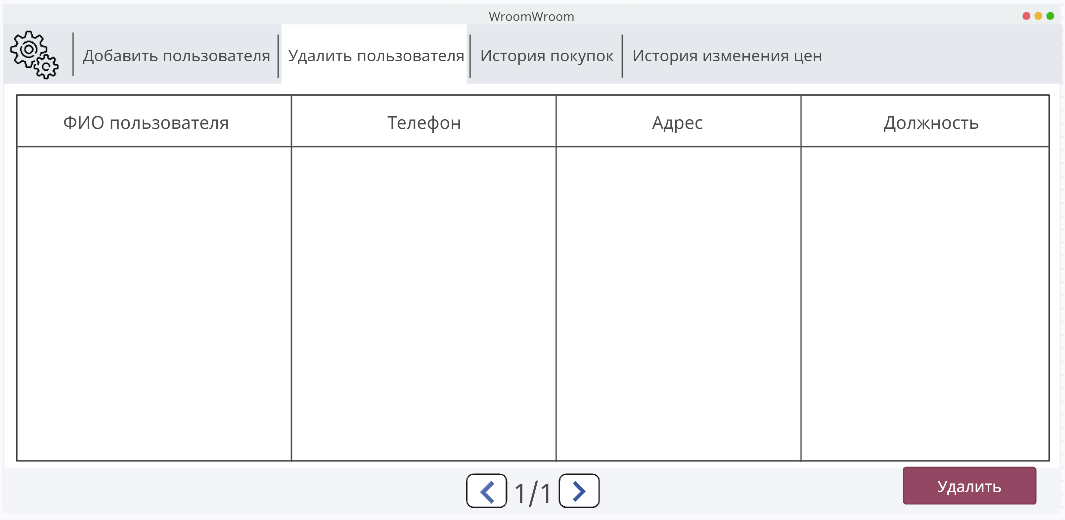 WroomWroom
Добавить пользователя Удалить пользователя История покупок История изменения цен
ФИО пользователя Телефон Адрес Должность
1/1
Удалить